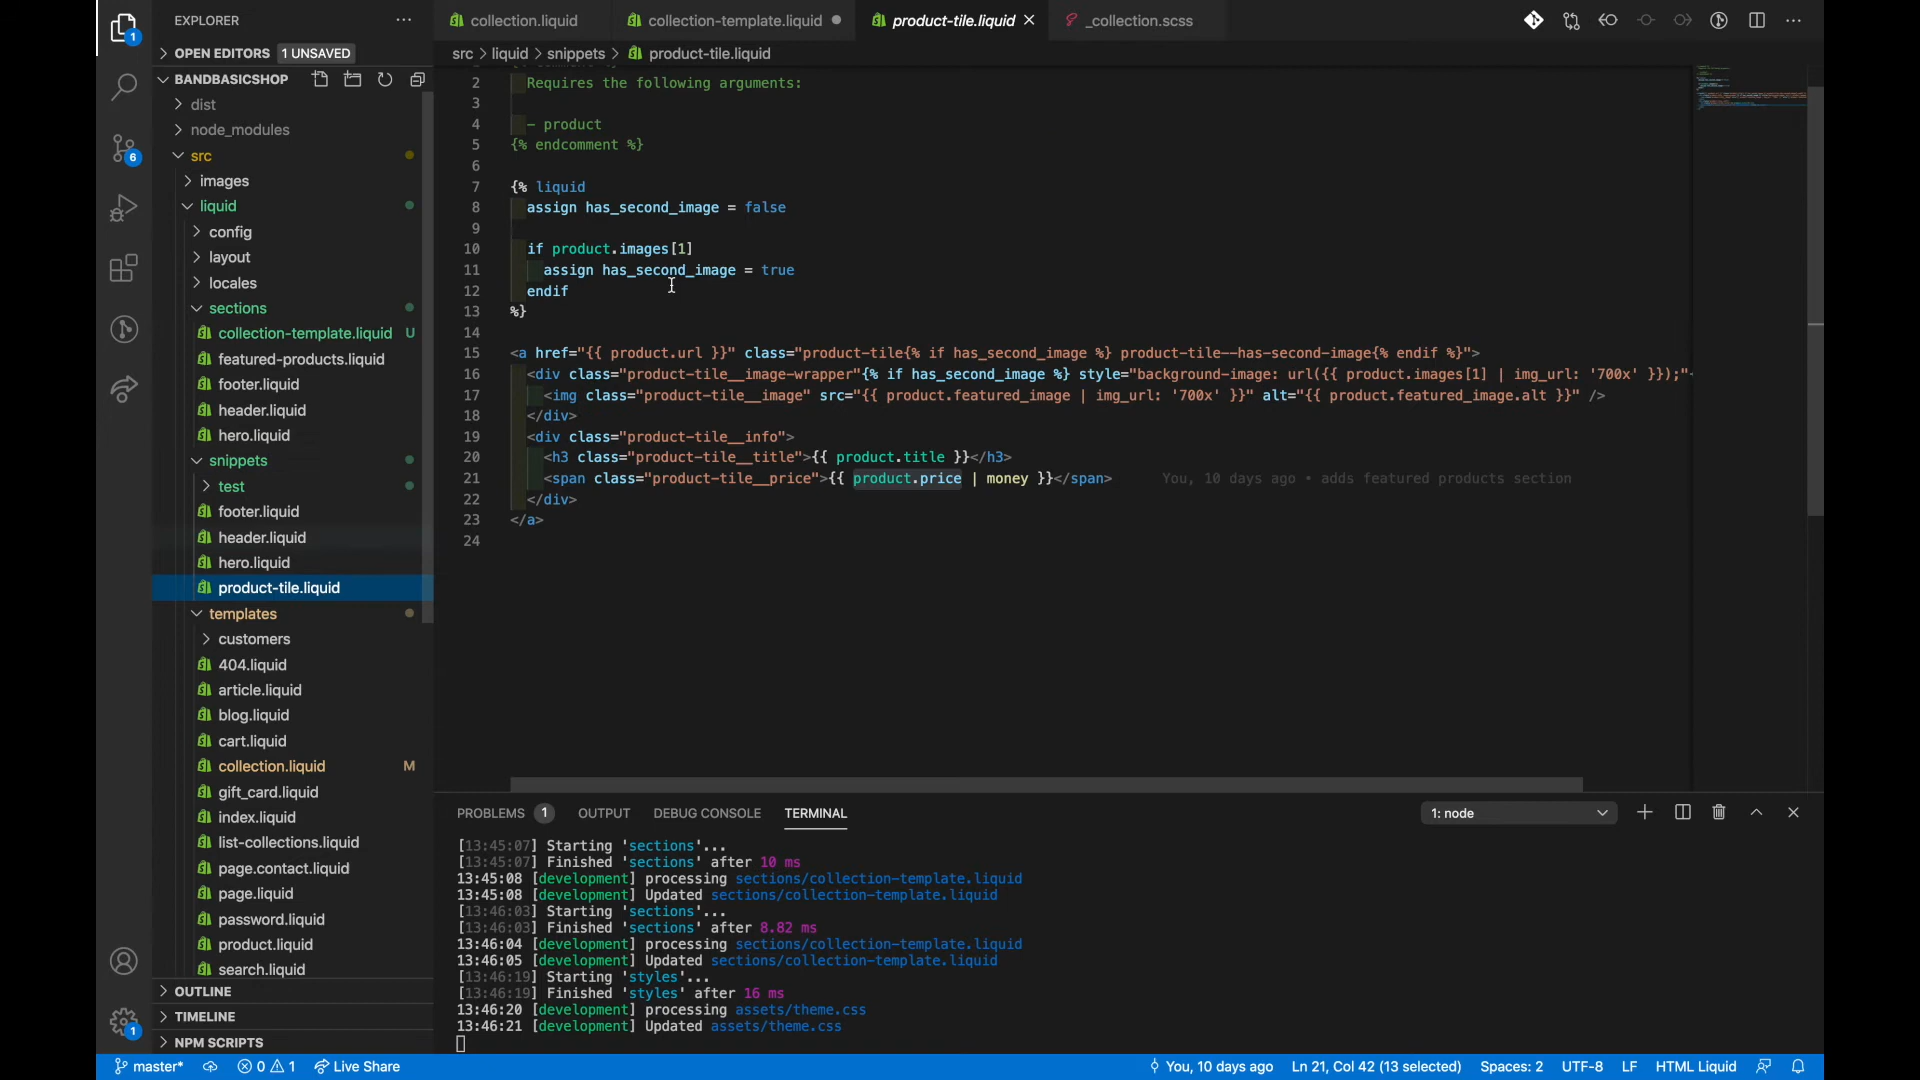 EXPLORER
OPEN EDITORS 1 UNSAVED
BANDBASICSHOP
dist
node_modules
src
images
liquid
config
layout
locales
sections
collection-template.liquid U
featured-products.liquid
footer.liquid
header.liquid
hero.liquid
snippets
test
footer.liquid
header.liquid
hero.liquid
product-tile.liquid
templates
customers
404.liquid
article.liquid
blog.liquid
cart.liquid
collection.liquid M
gift_card.liquid
index.liquid
list-collections.liquid
page.contact.liquid
page.liquid
password.liquid
product.liquid
search.liquid
OUTLINE
TIMELINE
NPM SCRIPTS
1
6
1
collection.liquid collection-template.liquid product-tile.liquid _collection.scss
src > liquid > snippets > product-tile.liquid
2 Requires the following arguments:
3
4 - product
5 {% endcomment %}
6
7 {% liquid
8 assign has_second_image = false
9
10 if product.images[1]
11 assign has_second_image = true
12 endif
13 %}
14
15 <a href="{{ product.url }}" class="product-tile{% if has_second_image %} product-tile--has-second-image{% endif %}">
16 <div class="product-tile__image-wrapper"{% if has_second_image %} style="background-image: url({{ product.images[1] | img_url: '700x' }});"
17 <img class="product-tile__image" src="{{ product.featured_image | img_url: '700x' }}" alt="{{ product.featured_image.alt }}" />
18 </div>
19 <div class="product-tile__info">
20 <h3 class="product-tile__title">{{ product.title }}</h3>
21 <span class="product-tile__price">{{ product.price | money }}</span> You, 10 days ago • adds featured products section
22 </div>
23 </a>
24
PROBLEMS 1 OUTPUT DEBUG CONSOLE TERMINAL 1: node
[13:45:07] Starting 'sections'...
[13:45:07] Finished 'sections' after 10 ms
13:45:08 [development] processing sections/collection-template.liquid
13:45:08 [development] Updated sections/collection-template.liquid
[13:46:03] Starting 'sections'...
[13:46:03] Finished 'sections' after 8.82 ms
13:46:04 [development] processing sections/collection-template.liquid
13:46:05 [development] Updated sections/collection-template.liquid
[13:46:19] Starting 'styles'...
[13:46:19] Finished 'styles' after 16 ms
13:46:20 [development] processing assets/theme.css
13:46:21 [development] Updated assets/theme.css
master* 0 1 Live Share You, 10 days ago Ln 21, Col 42 (13 selected) Spaces: 2 UTF-8 LF HTML Liquid